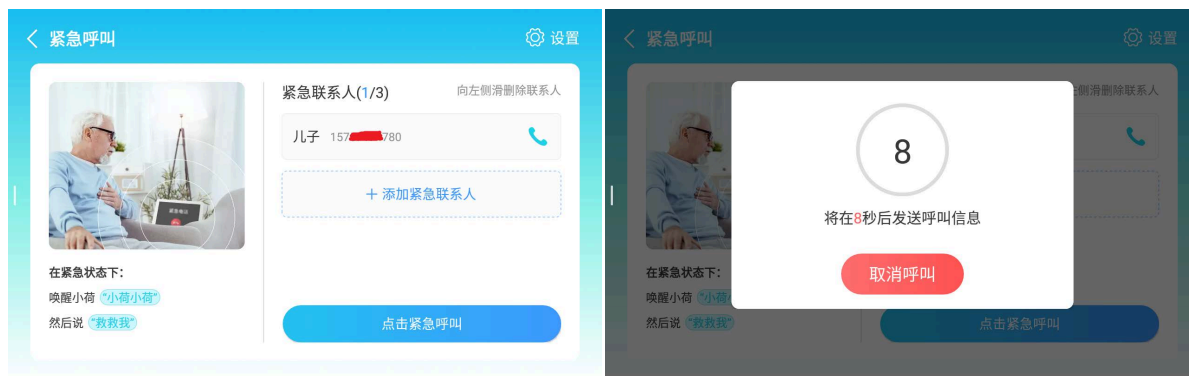 紧急呼叫
设置
紧急联系人(1/3)
向左侧滑删除联系人
儿子 157 780
+ 添加紧急联系人
在紧急状态下：
唤醒小荷 “小荷小荷”
然后说 “救救我”
点击紧急呼叫
紧急呼叫
设置
侧滑删除联系人
8
将在8秒后发送呼叫信息
取消呼叫
在紧急状态下：
唤醒小荷 “小荷
然后说 “救救我”
点击紧急呼叫